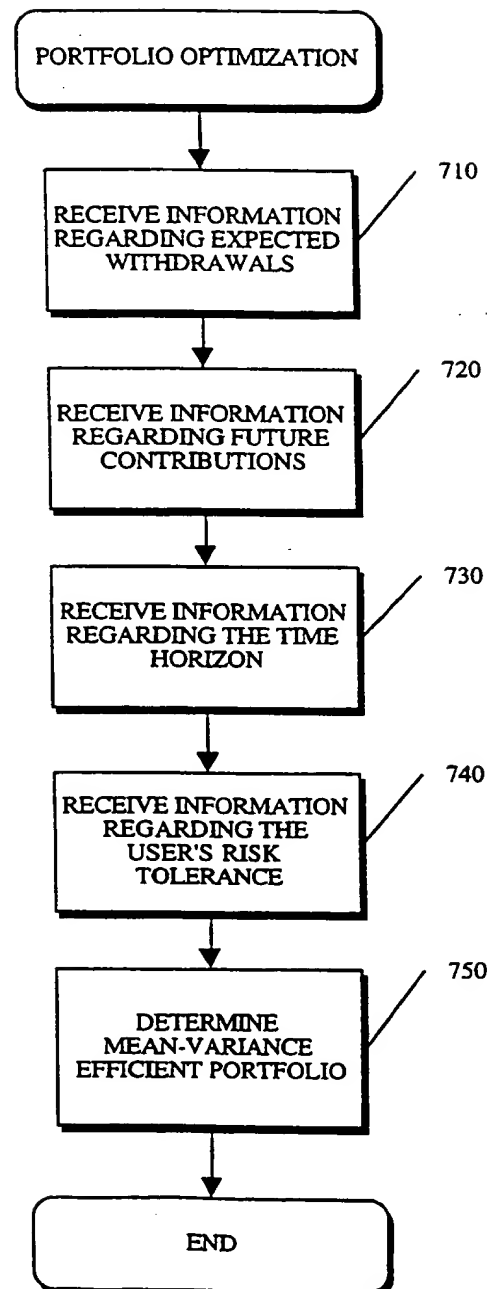 PORTFOLIO OPTIMIZATION
710
RECEIVE INFORMATION
REGARDING EXPECTED
WITHDRAWALS
720
RECEIVE INFORMATION
REGARDING FUTURE
CONTRIBUTIONS
730
RECEIVE INFORMATION
REGARDING THE TIME
HORIZON
740
RECEIVE INFORMATION
REGARDING THE
USER'S RISK
TOLERANCE
750
DETERMINE
MEAN-VARIANCE
EFFICIENT PORTFOLIO
END